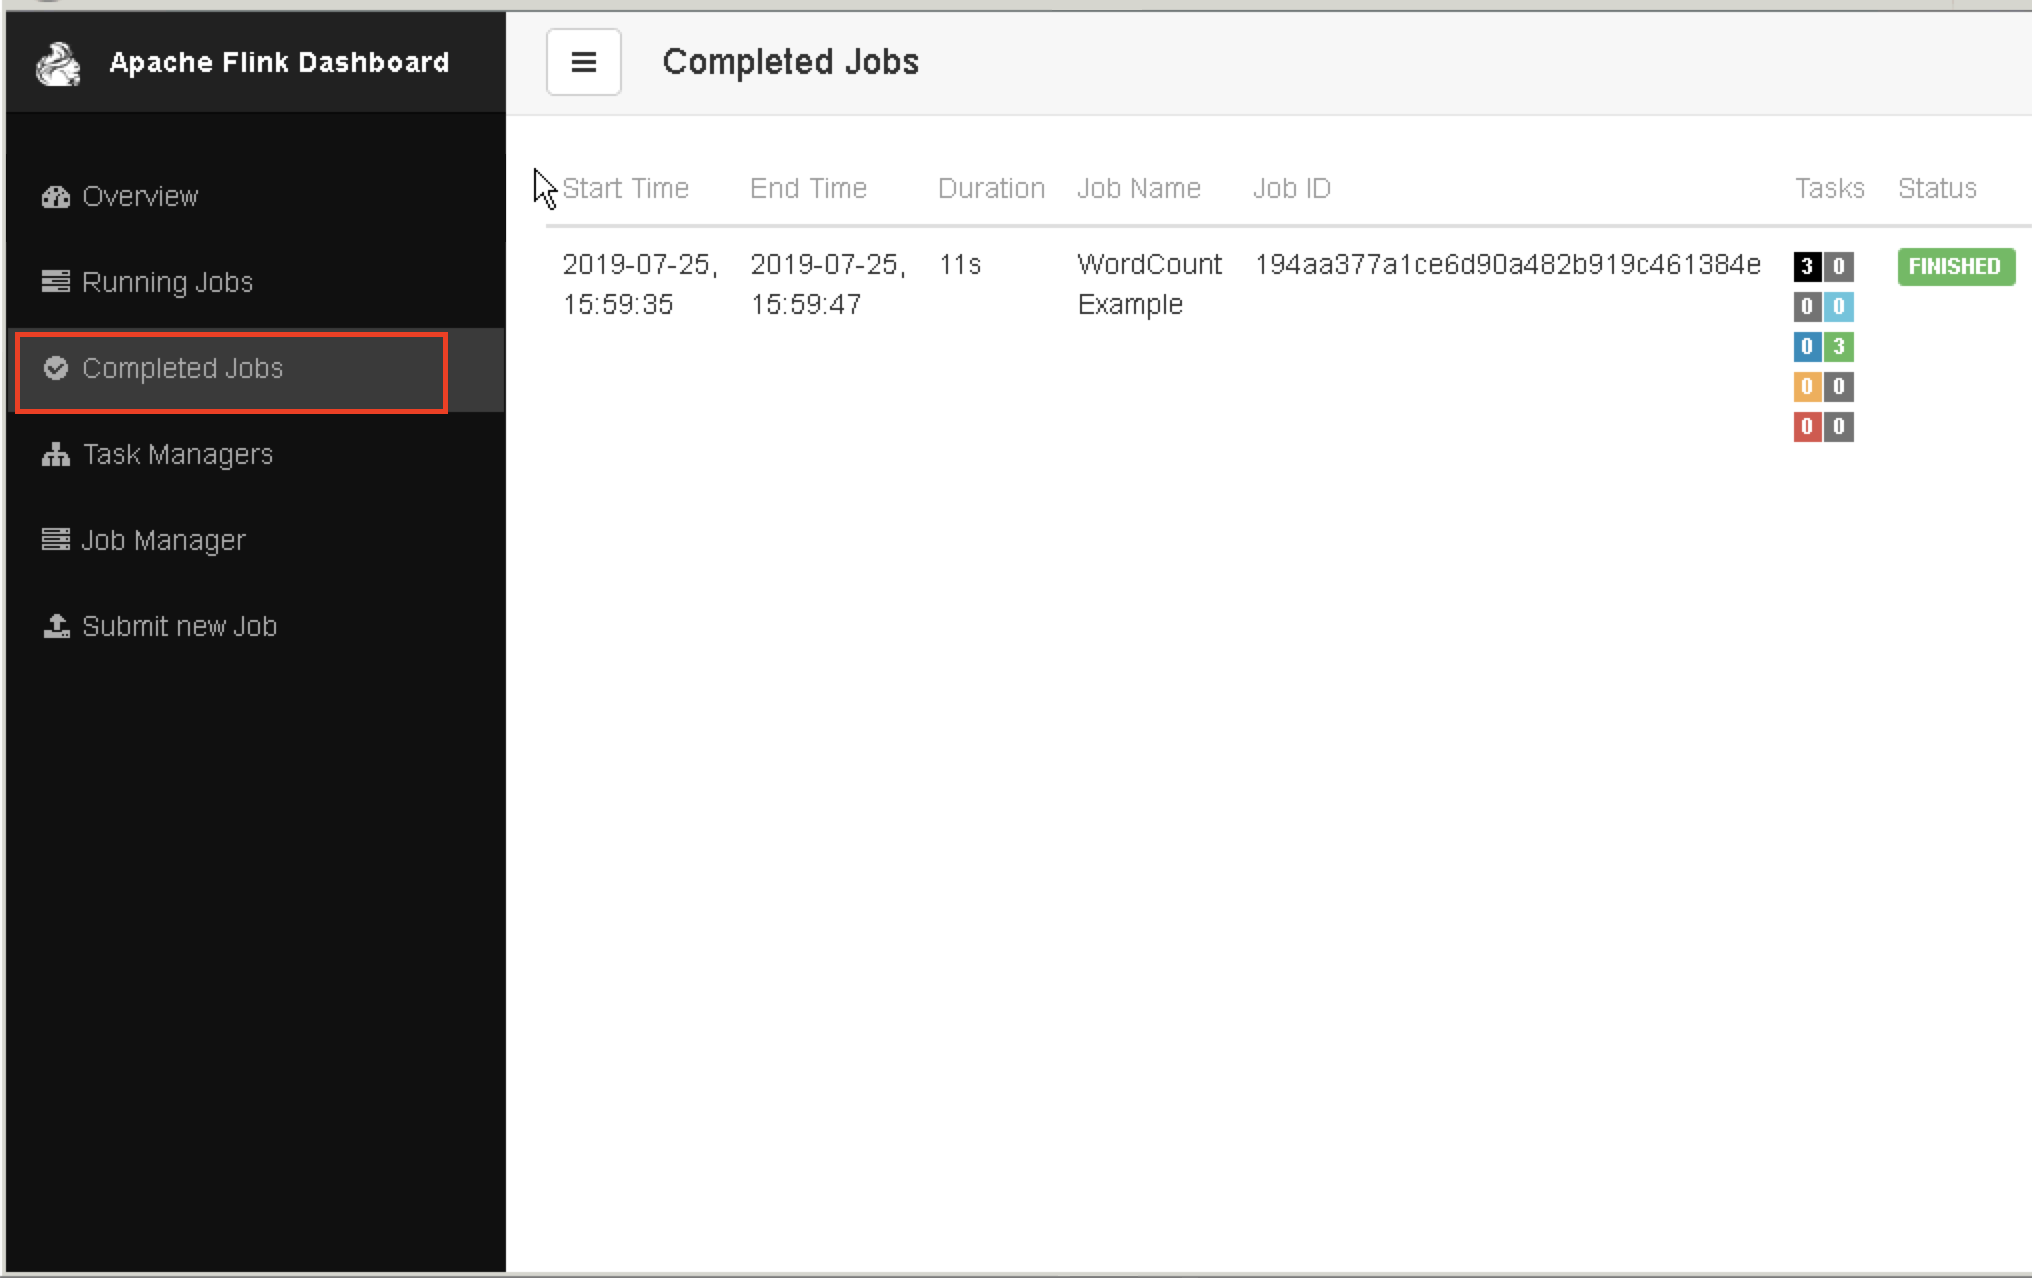 Apache Flink Dashboard
Completed Jobs
Overview
Running Jobs
Completed Jobs
Task Managers
Job Manager
Submit new Job
Start Time End Time Duration Job Name Job ID Tasks Status
2019-07-25, 2019-07-25, 11s WordCount 194aa377a1ce6d90a482b919c461384e 3 0 FINISHED
15:59:35 15:59:47 Example 0 0
0 3
0 0
0 0